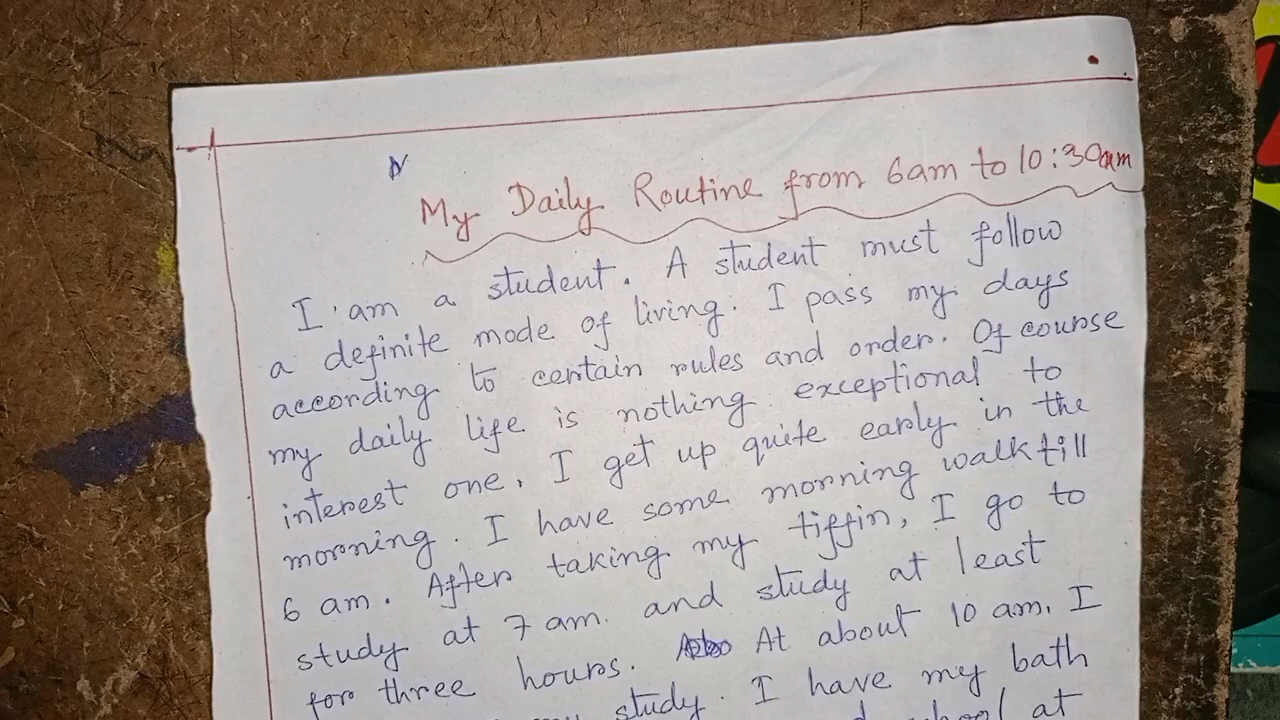 My Daily Routine from 6am to 10:30am
I am a student. A student must follow
a definite mode of living. I pass my days
according to certain rules and order. Of course
my daily life is nothing exceptional to
interest one. I get up quite early in the
morning. I have some morning walk till
6 am. After taking my tiffin, I go to
study at 7 am. and study at least
for three hours. At about 10 am. I
my study. I have my bath
school at